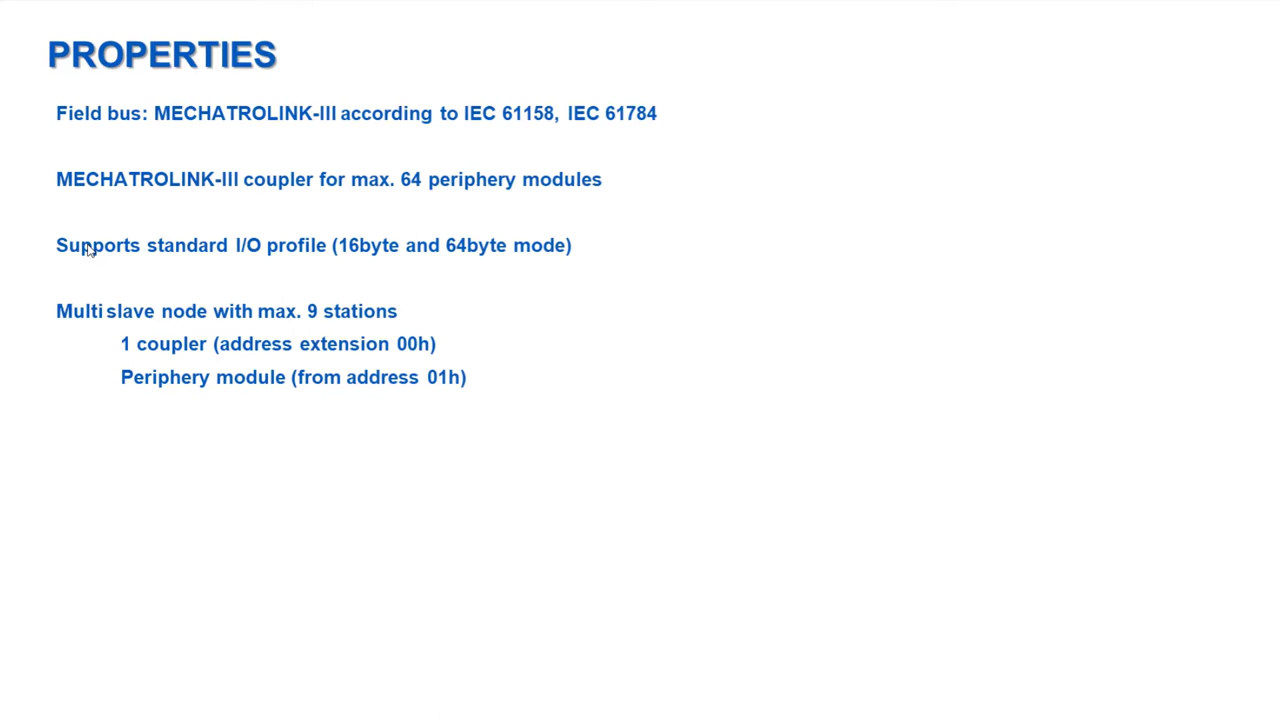 PROPERTIES
Field bus: MECHATROLINK-III according to IEC 61158, IEC 61784
MECHATROLINK-III coupler for max. 64 periphery modules
Supports standard I/O profile (16byte and 64byte mode)
Multi slave node with max. 9 stations
1 coupler (address extension 00h)
Periphery module (from address 01h)